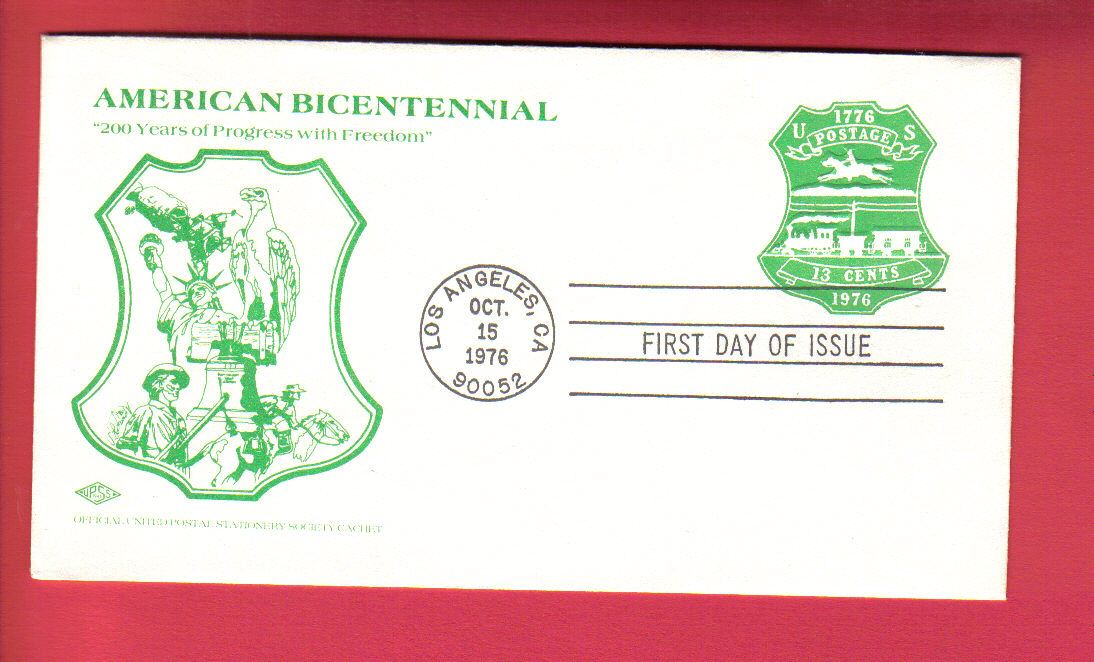 AMERICAN BICENTENNIAL
“200 Years of Progress with Freedom”
UPSS
OFFICIAL UNITED POSTAL STATIONERY SOCIETY CACHET
LOS ANGELES, CA
OCT.
15
1976
90052
FIRST DAY OF ISSUE
1776
U S
POSTAGE
13 CENTS
1976